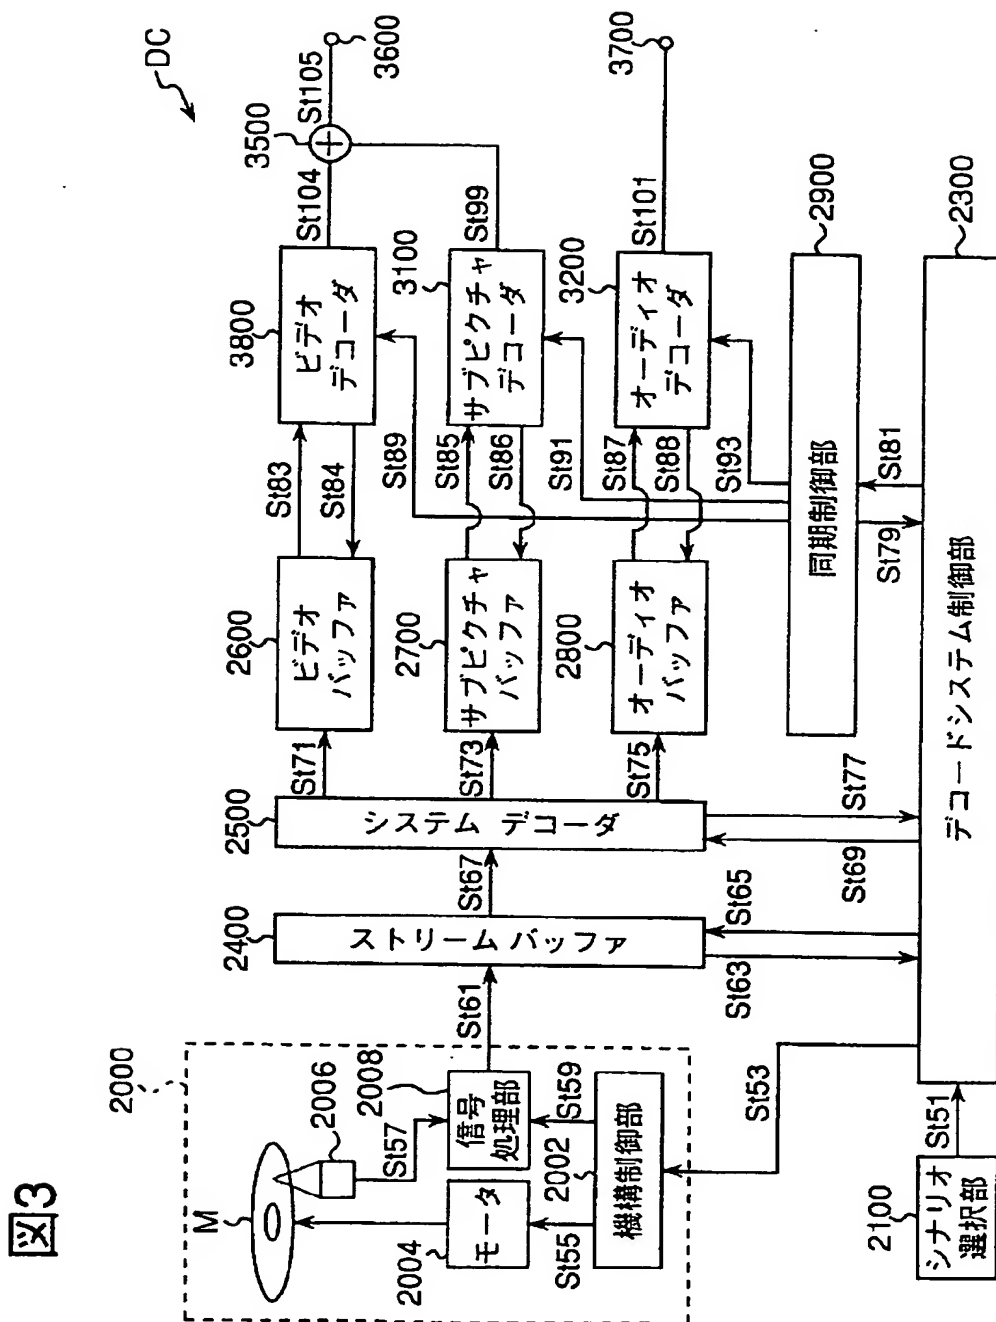 図3
DC
2000
M
2006
2008
信号
処理部
St57
St59
2004
モータ
2002
機構制御部
St55
St53
2100
シナリオ
選択部
St51
St61
2400
ストリーム バッファ
St63
St65
St67
2500
システム デコーダ
St69
St77
St71
St73
St75
2600
ビデオ
バッファ
2700
サブピクチャ
バッファ
2800
オーディオ
バッファ
St83
St84
St89
St85
St86
St91
St87
St88
St93
3800
ビデオ
デコーダ
3100
サブピクチャ
デコーダ
3200
オーディオ
デコーダ
St104
3500
St105
3600
St99
St101
3700
2900
同期制御部
St79
St81
2300
デコードシステム制御部